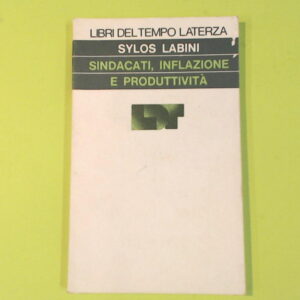 LIBRI DEL TEMPO LATERZA
SYLOS LABINI
SINDACATI, INFLAZIONE
E PRODUTTIVITÀ
LDT